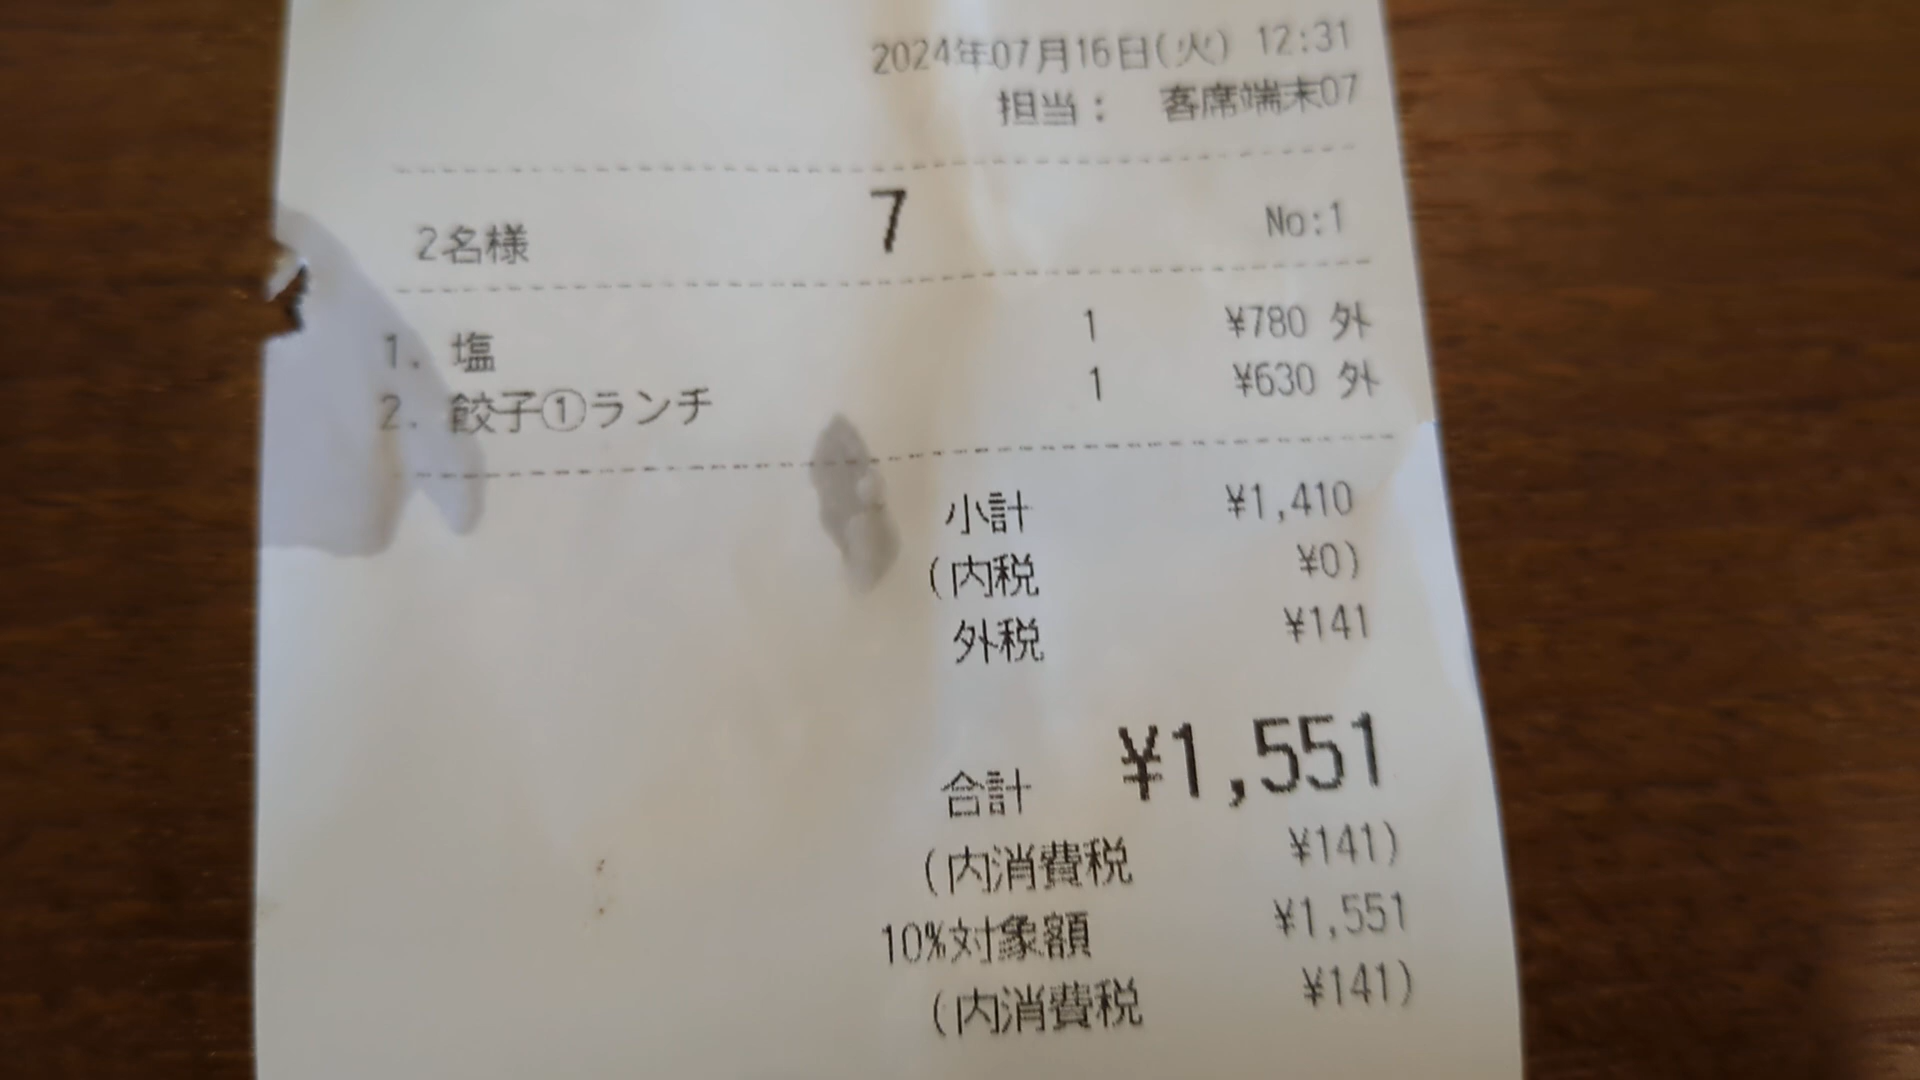 2024年07月16日(火) 12:31
担当： 客席端末07
2名様 7 No:1
1. 塩 1 ¥780 外
2. 餃子①ランチ 1 ¥630 外
小計 ¥1,410
(内税 ¥0)
外税 ¥141
合計 ¥1,551
(内消費税 ¥141)
10%対象額 ¥1,551
(内消費税 ¥141)